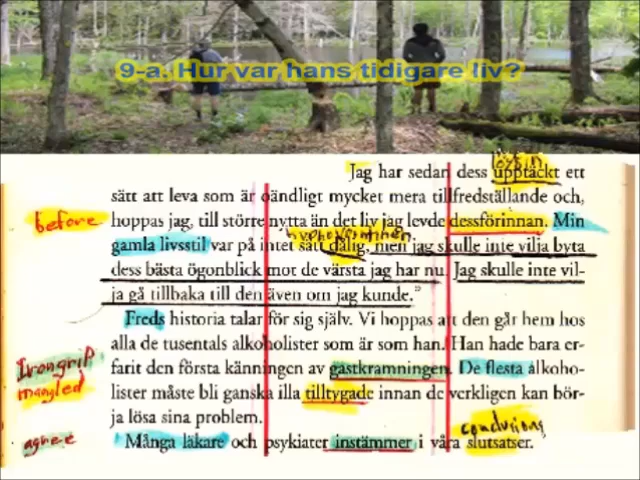 9-a. Hur var hans tidigare liv?
Jag har sedan dess upptäckt ett
sätt att leva som är oändligt mycket mera tillfredställande och,
before
hoppas jag, till större nytta än det liv jag levde dessförinnan. Min
gamla livsstil var på intet sätt dålig, men jag skulle inte vilja byta
dess bästa ögonblick mot de värsta jag har nu. Jag skulle inte vil-
ja gå tillbaka till den även om jag kunde.”
Freds historia talar för sig själv. Vi hoppas att den går hem hos
alla de tusentals alkoholister som är som han. Han hade bara er-
Irongrip
farit den första känningen av gastkramningen. De flesta alkoho-
mangled
lister måste bli ganska illa tilltygade innan de verkligen kan bör-
ja lösa sina problem.
conclusions
agree
Många läkare och psykiater instämmer i våra slutsatser.